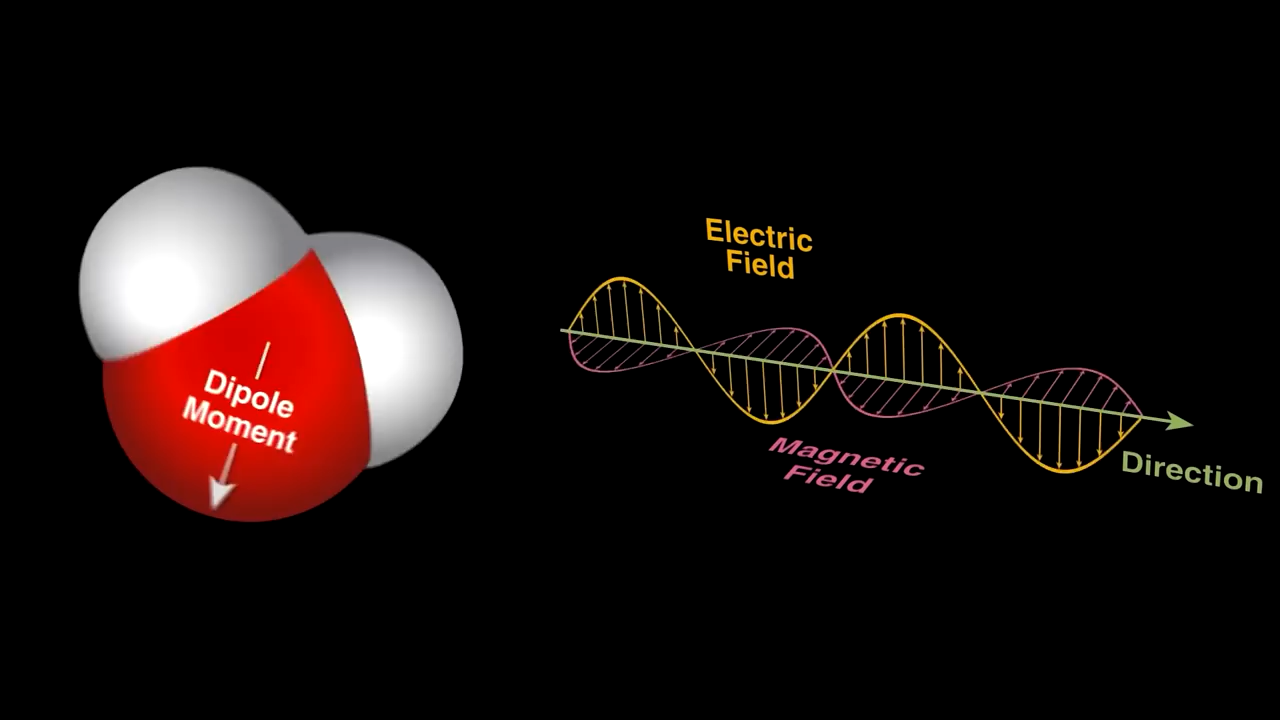 Dipole
Moment
Electric
Field
Magnetic
Field
Direction